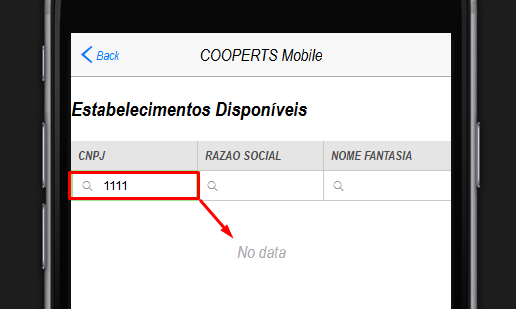 Back COOPERTS Mobile
Estabelecimentos Disponíveis
CNPJ RAZAO SOCIAL NOME FANTASIA
1111
No data